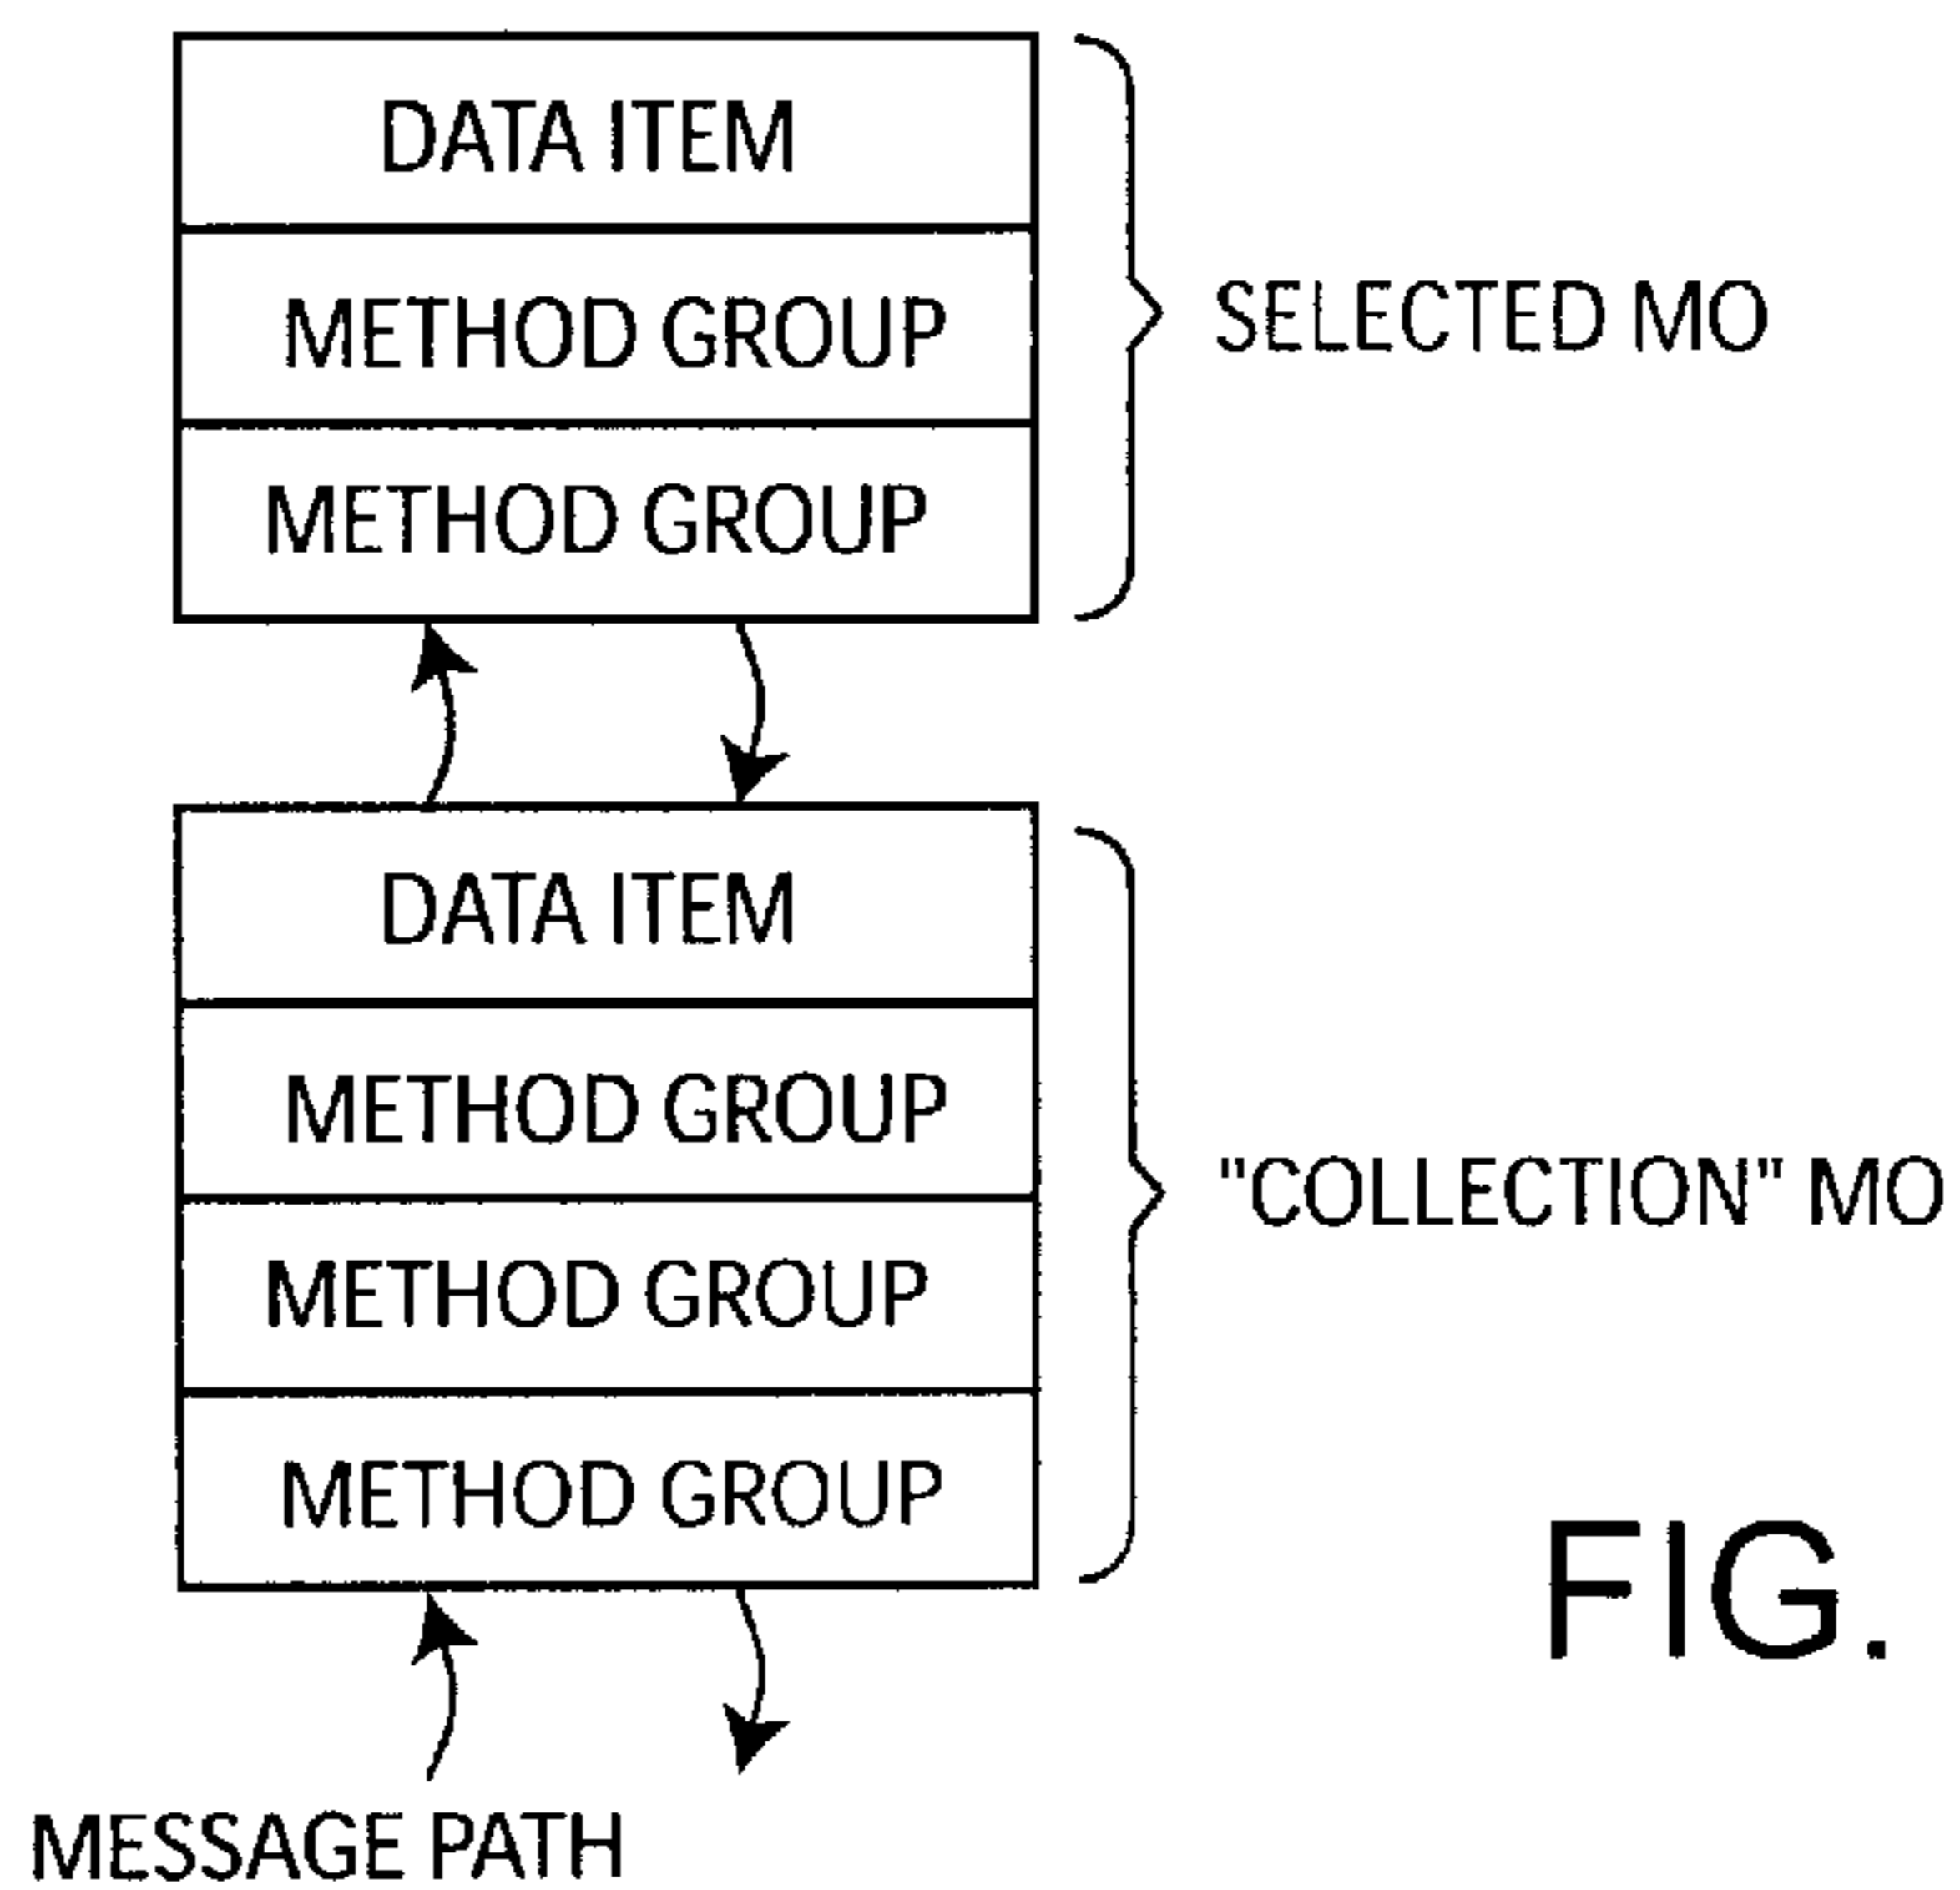 DATA ITEM
METHOD GROUP
METHOD GROUP
SELECTED MO
DATA ITEM
METHOD GROUP
METHOD GROUP
METHOD GROUP
"COLLECTION" MO
FIG.
MESSAGE PATH